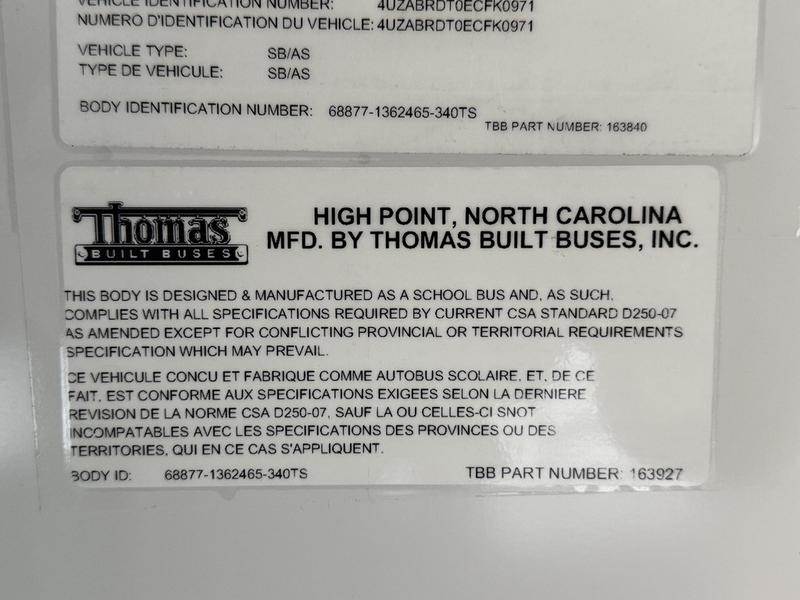 VEHICLE IDENTIFICATION NUMBER: 4UZABRDT0ECFK0971
NUMERO D'IDENTIFICATION DU VEHICLE: 4UZABRDT0ECFK0971
VEHICLE TYPE: SB/AS
TYPE DE VEHICULE: SB/AS
BODY IDENTIFICATION NUMBER: 68877-1362465-340TS
TBB PART NUMBER: 163840
Thomas
BUILT BUSES
HIGH POINT, NORTH CAROLINA
MFD. BY THOMAS BUILT BUSES, INC.
THIS BODY IS DESIGNED & MANUFACTURED AS A SCHOOL BUS AND, AS SUCH,
COMPLIES WITH ALL SPECIFICATIONS REQUIRED BY CURRENT CSA STANDARD D250-07
AS AMENDED EXCEPT FOR CONFLICTING PROVINCIAL OR TERRITORIAL REQUIREMENTS
SPECIFICATION WHICH MAY PREVAIL.
CE VEHICULE CONCU ET FABRIQUE COMME AUTOBUS SCOLAIRE, ET, DE CE
FAIT, EST CONFORME AUX SPECIFICATIONS EXIGEES SELON LA DERNIERE
REVISION DE LA NORME CSA D250-07, SAUF LA OU CELLES-CI SNOT
INCOMPATABLES AVEC LES SPECIFICATIONS DES PROVINCES OU DES
TERRITORIES, QUI EN CE CAS S'APPLIQUENT.
BODY ID: 68877-1362465-340TS
TBB PART NUMBER: 163927